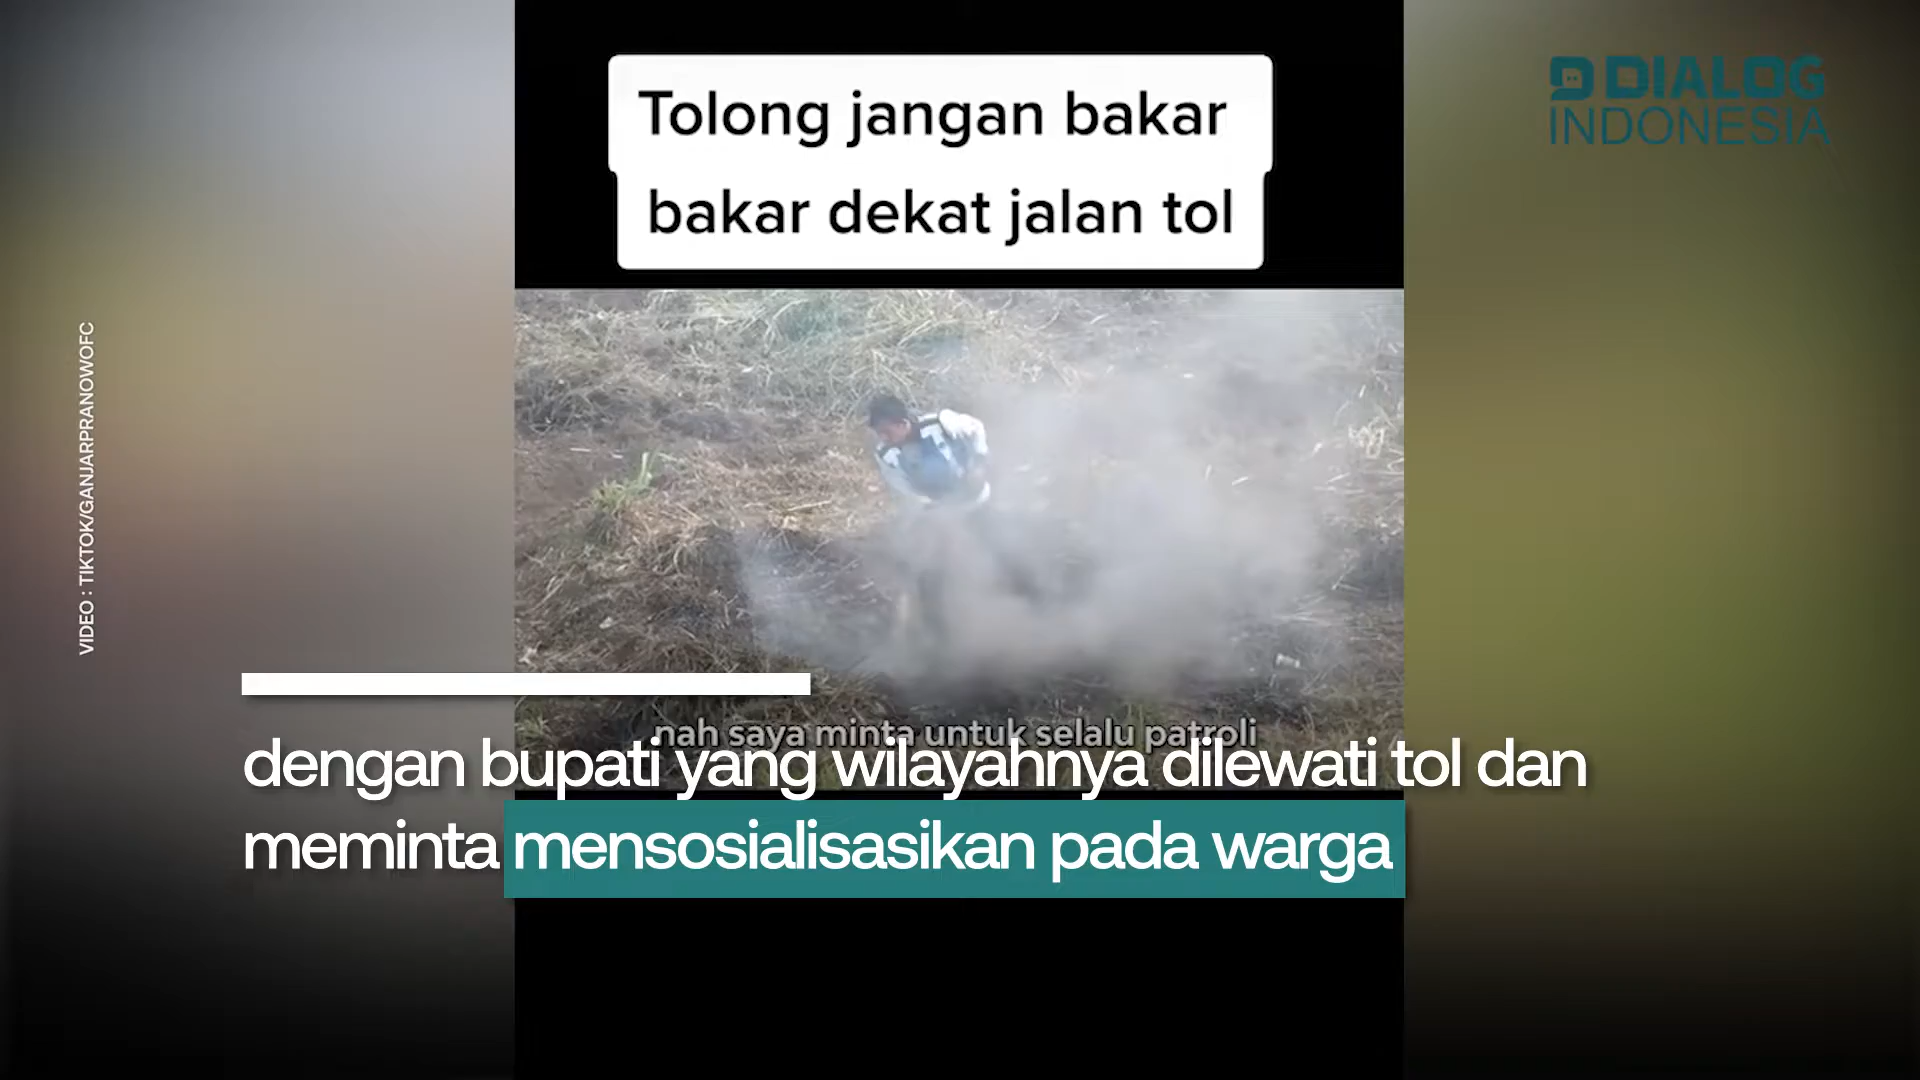 Tolong jangan bakar
bakar dekat jalan tol
DIALOG
INDONESIA
VIDEO : TIKTOK/GANJARPRANOWOFC
nah saya minta untuk selalu patroli
dengan bupati yang wilayahnya dilewati tol dan
meminta mensosialisasikan pada warga